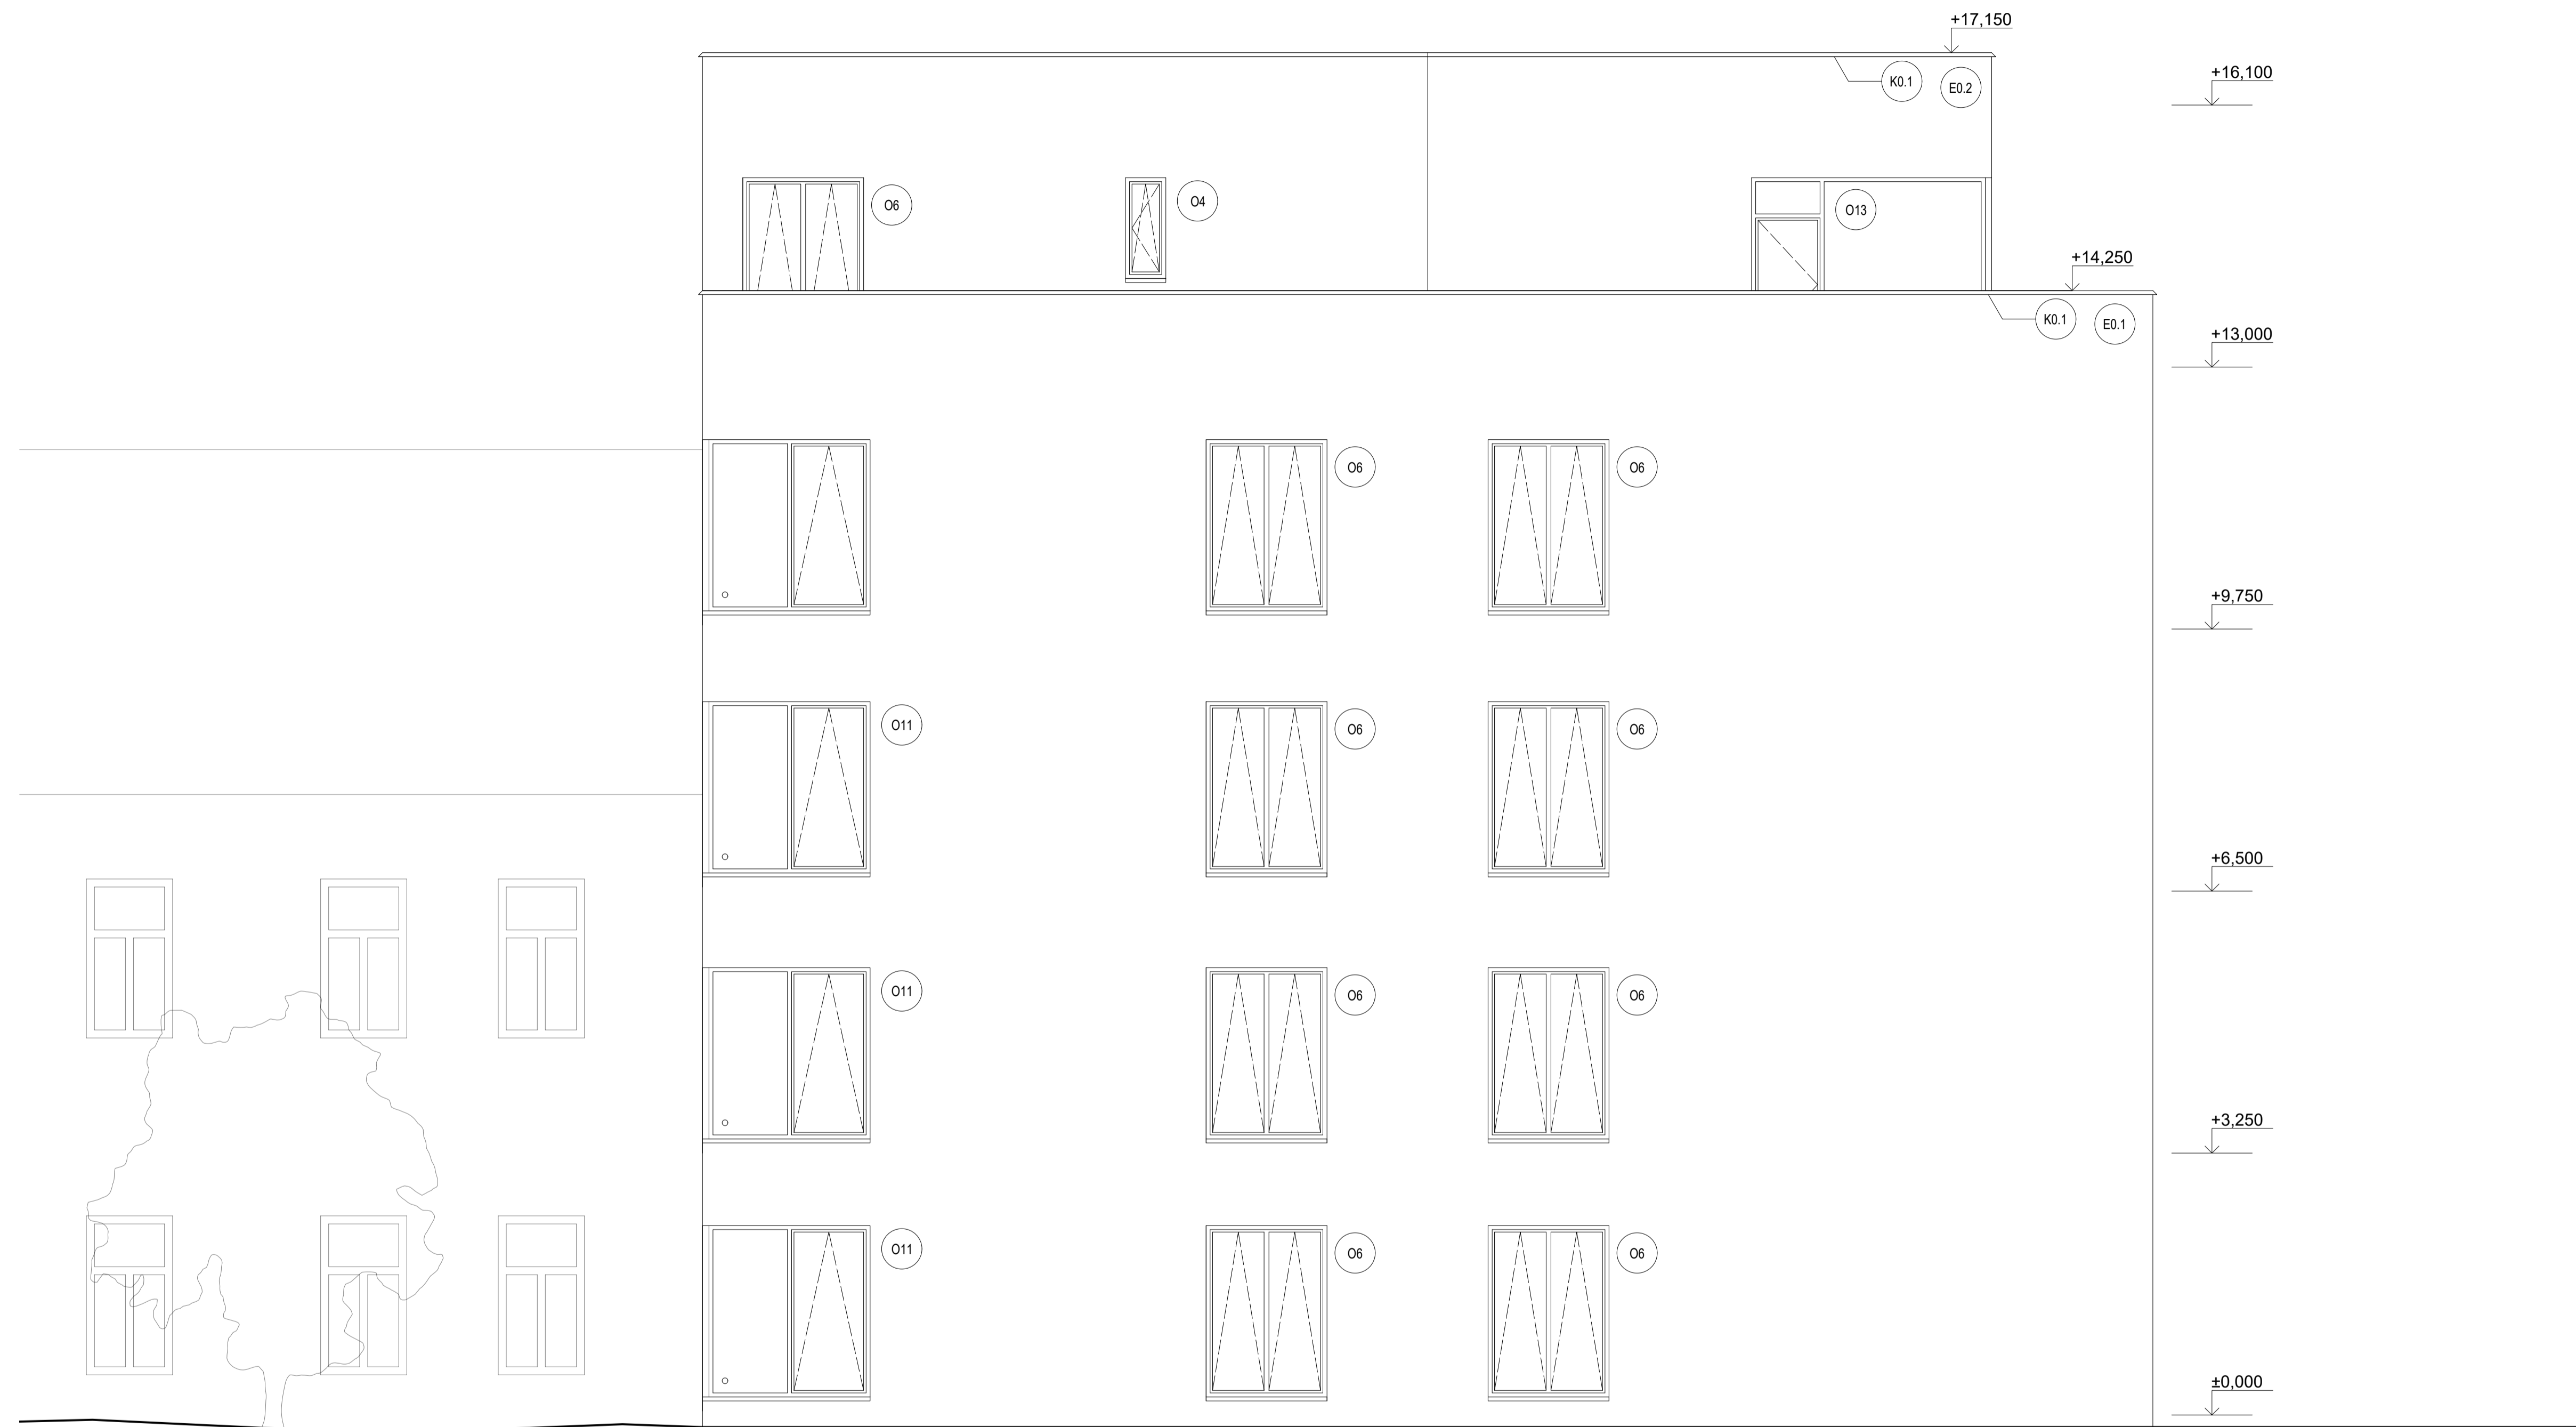 +17,150
+16,100
K0.1
E0.2
O6
O4
O13
+14,250
K0.1
E0.1
+13,000
O6
O6
+9,750
O11
O6
O6
+6,500
O11
O6
O6
+3,250
O11
O6
O6
±0,000